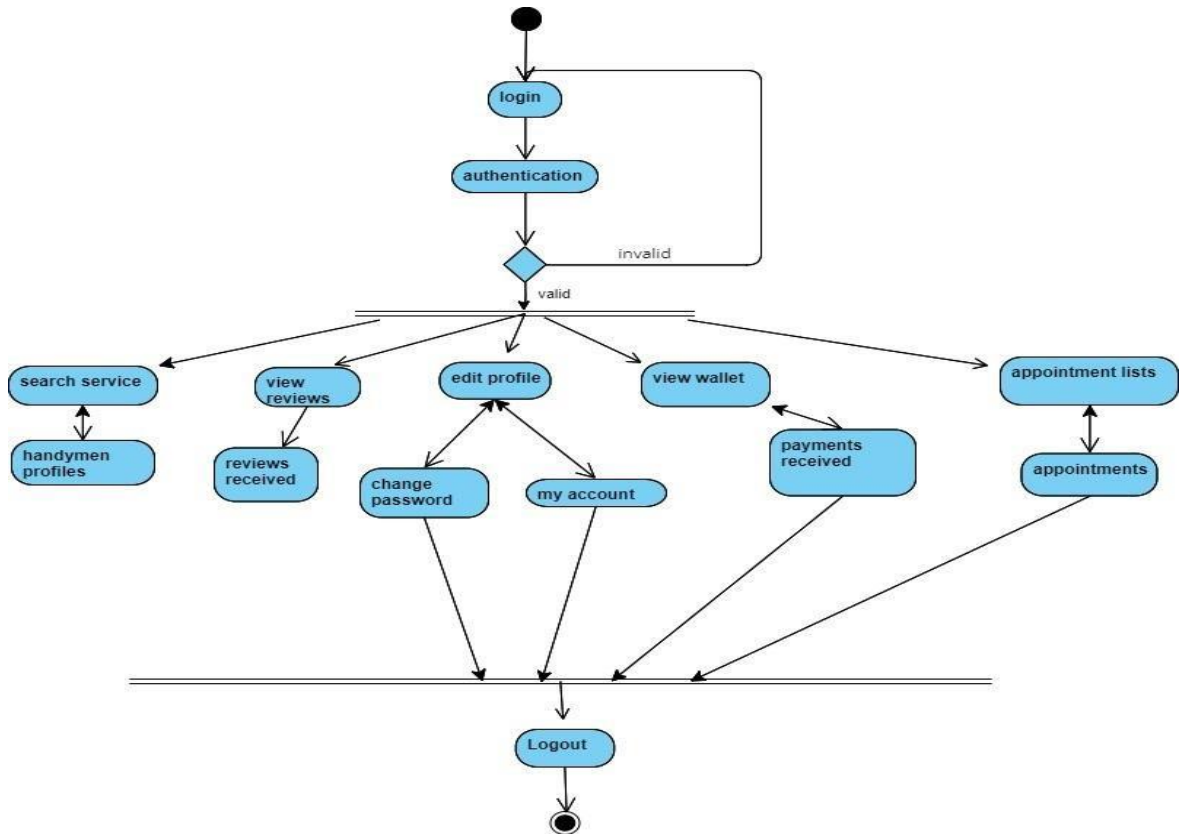 login
authentication
invalid
valid
search service
view
reviews
edit profile
view wallet
appointment lists
handymen
profiles
reviews
received
change
password
my account
payments
received
appointments
Logout